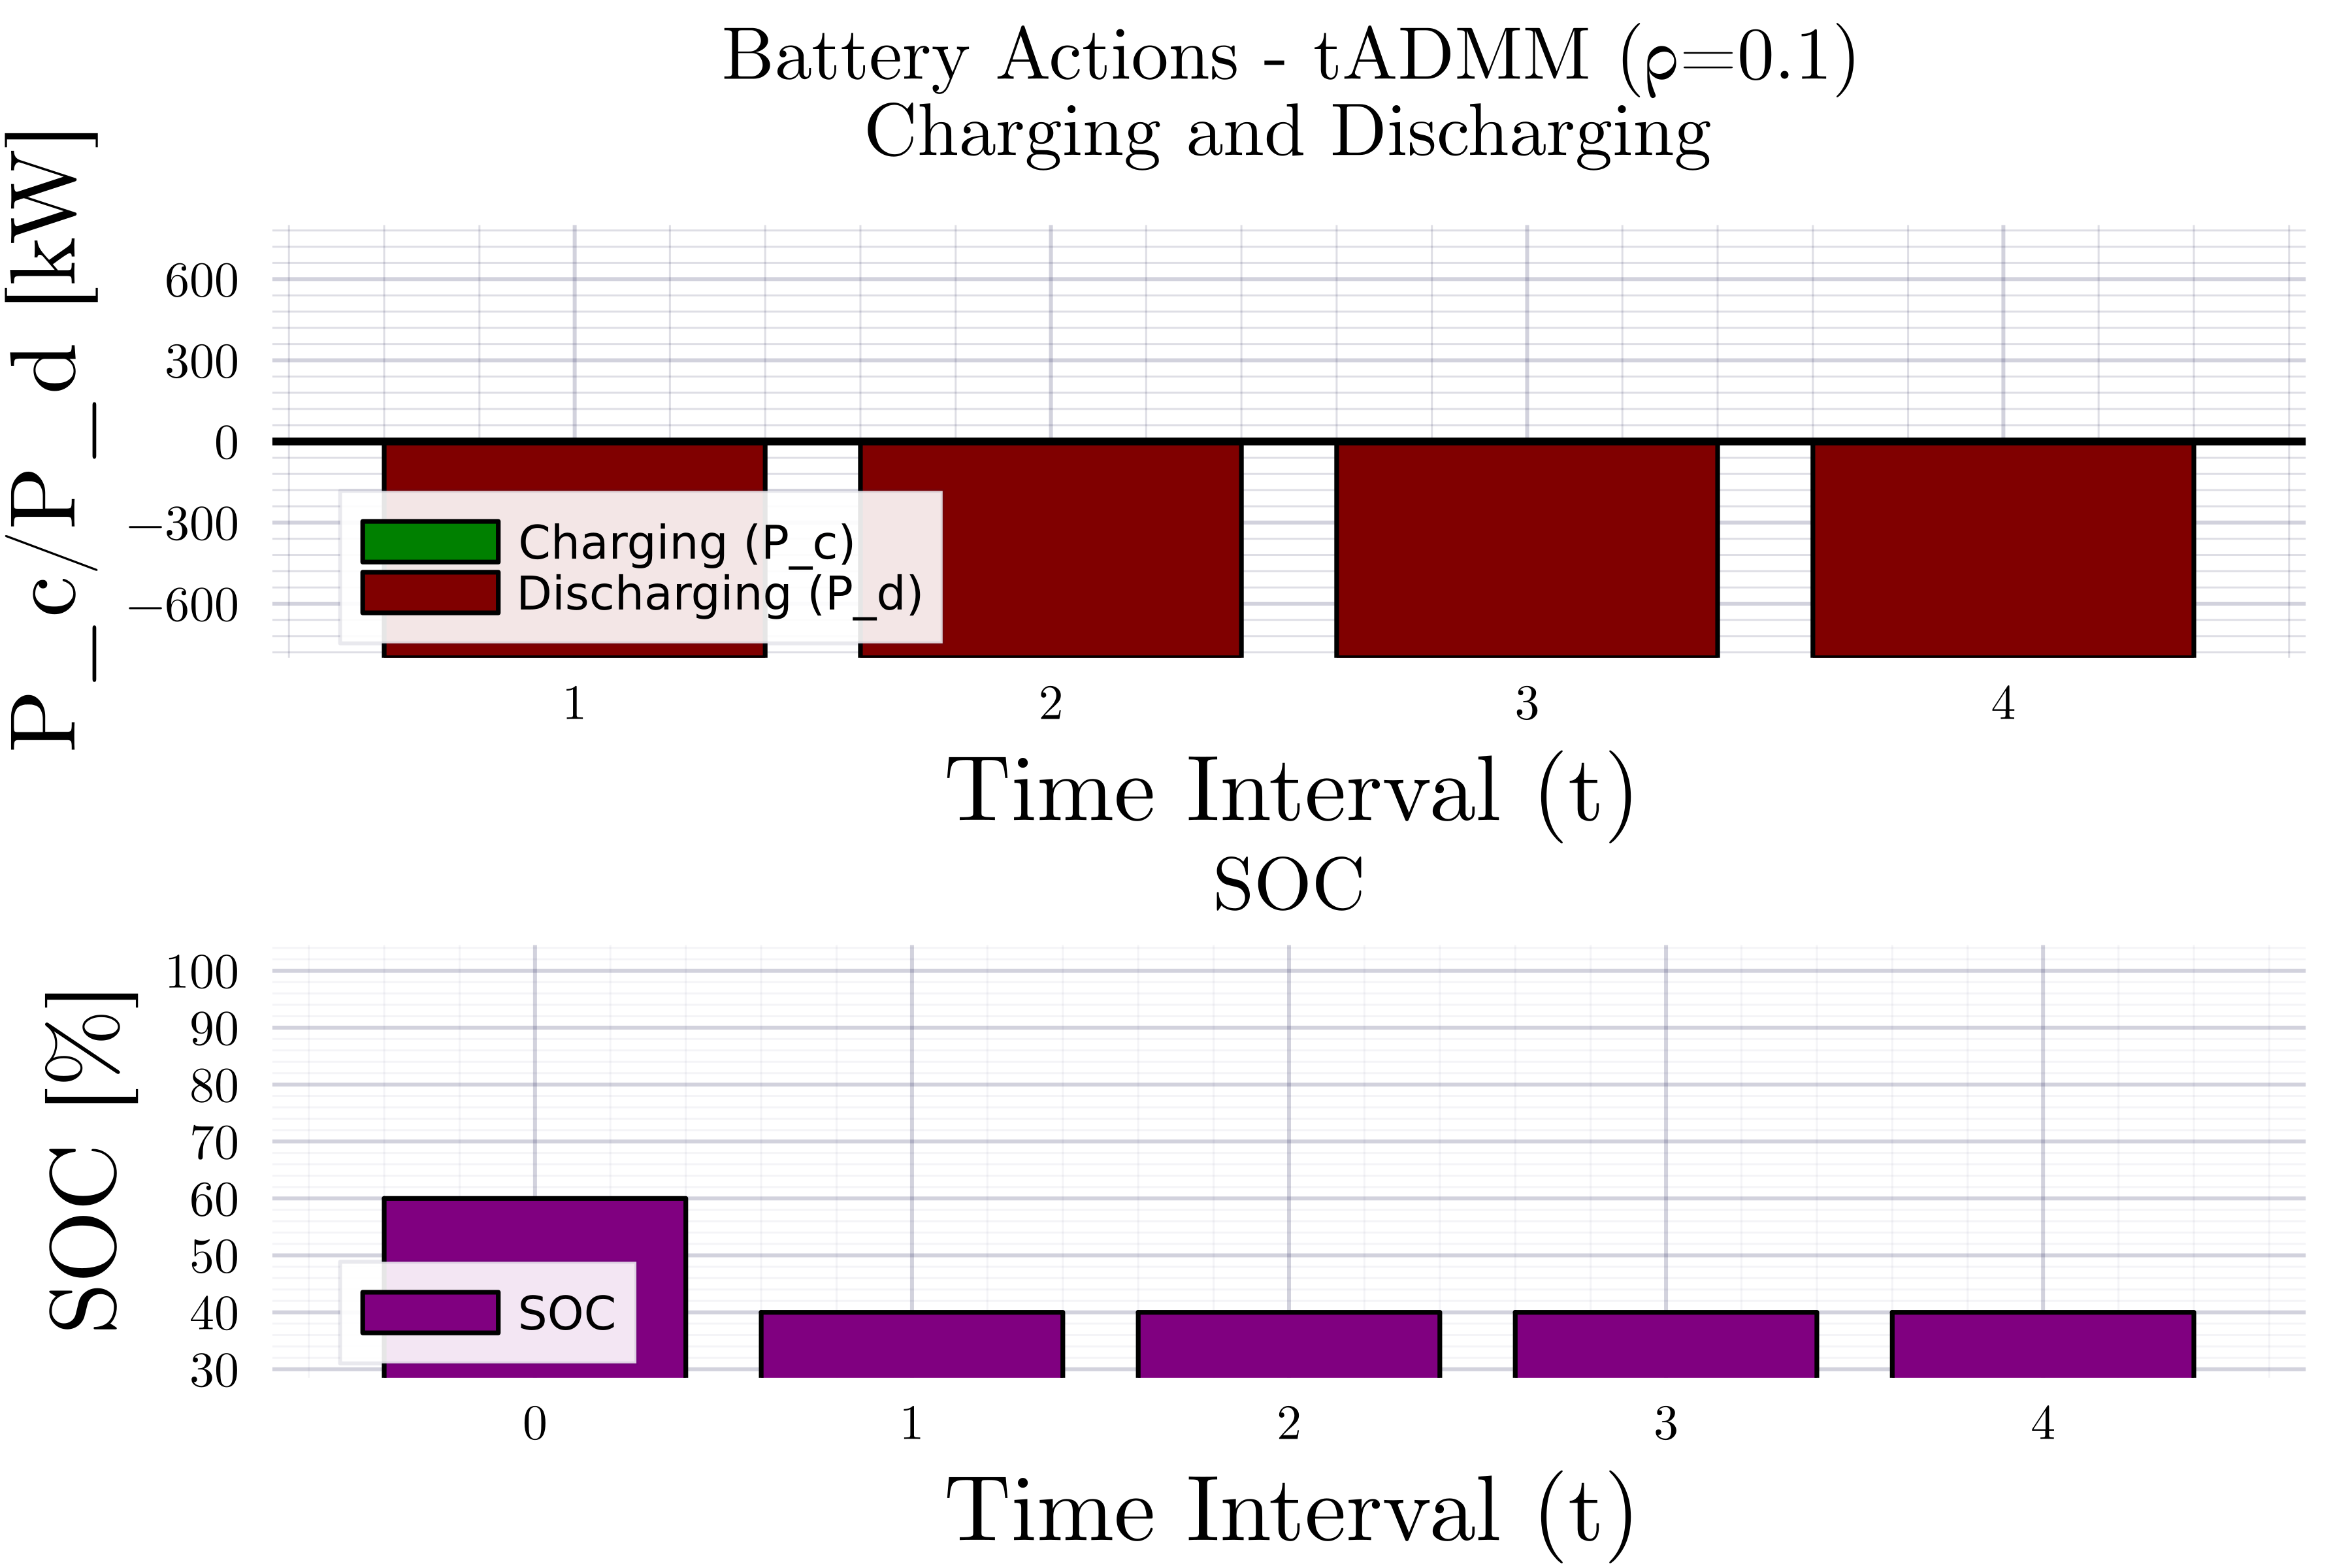 Battery Actions - tADMM (ρ=0.1)
Charging and Discharging
P_c/P_d [kW]
600
300
0
−300
−600
Charging (P_c)
Discharging (P_d)
1 2 3 4
Time Interval (t)
SOC
SOC [%]
100
90
80
70
60
50
40
30
SOC
0 1 2 3 4
Time Interval (t)